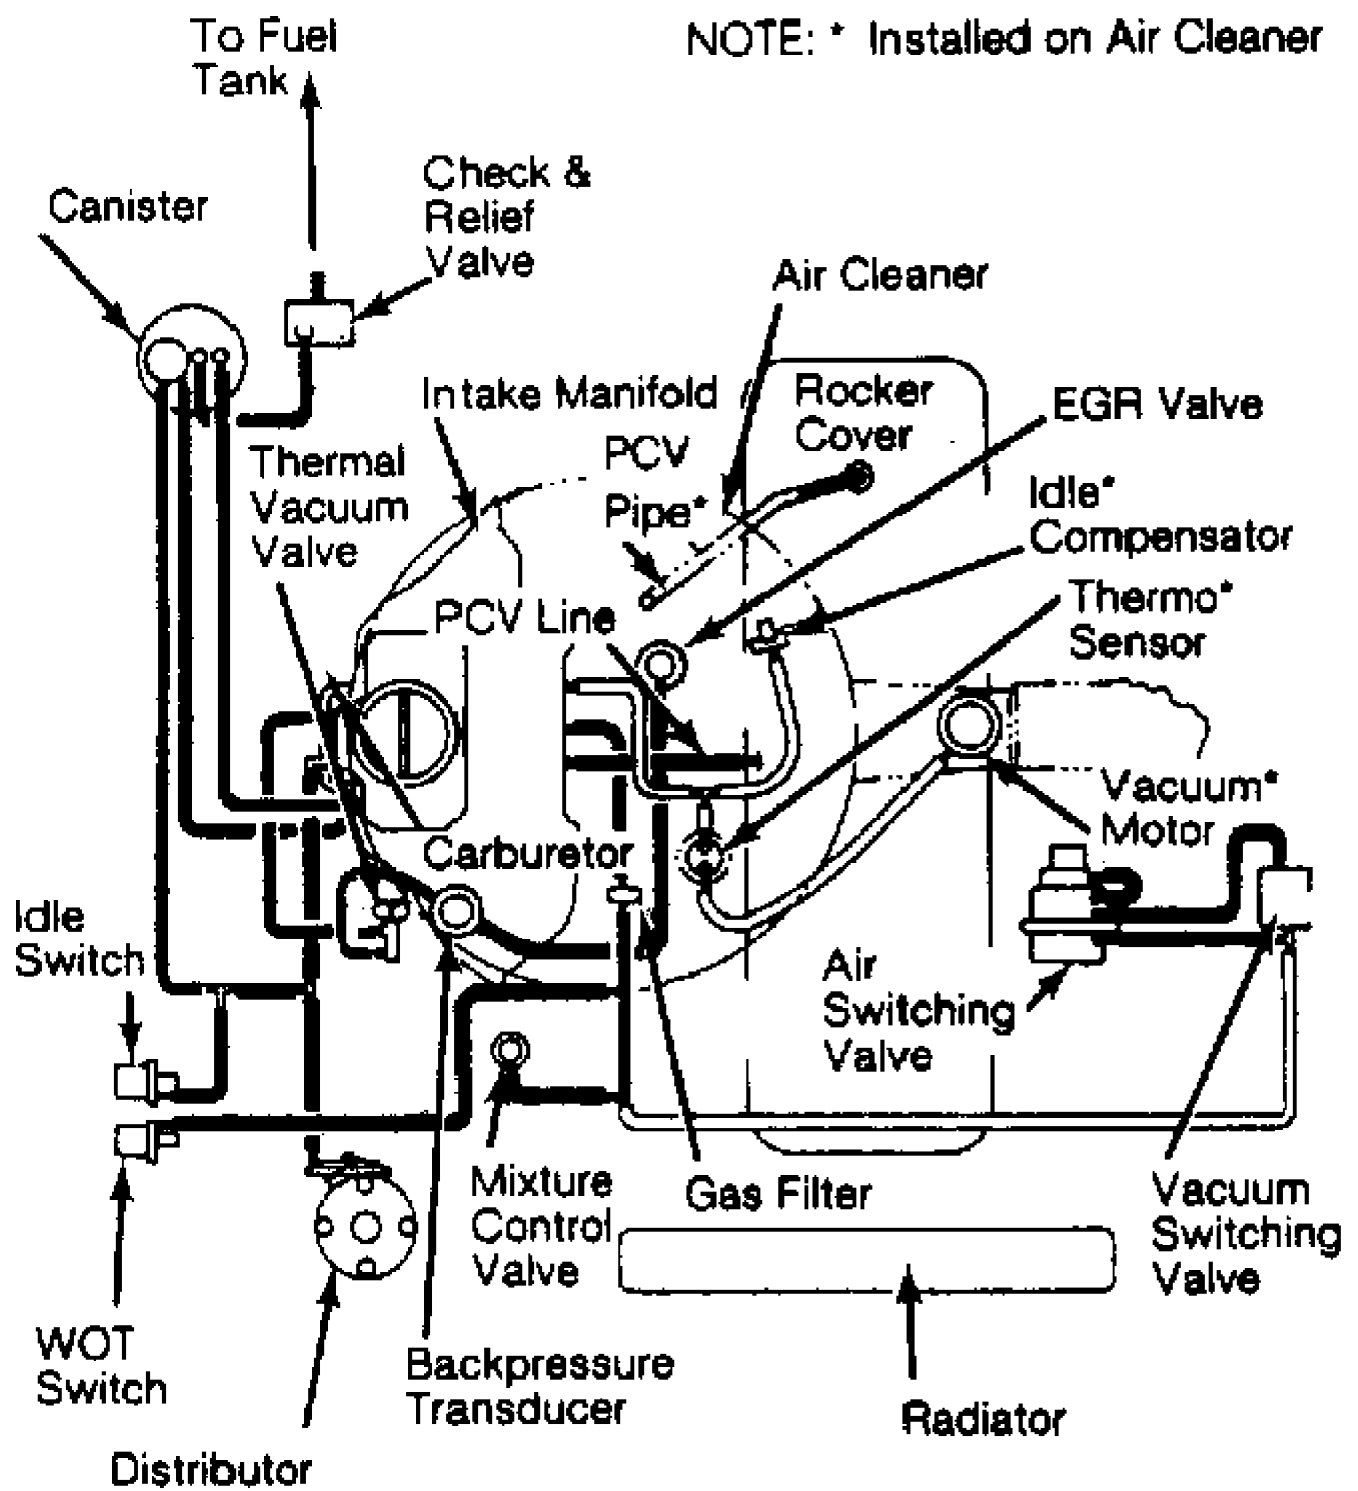 To Fuel
Tank
NOTE: * Installed on Air Cleaner
Canister
Check &
Relief
Valve
Air Cleaner
Intake Manifold
Rocker
Cover
EGR Valve
PCV
Pipe*
Thermal
Vacuum
Valve
Idle*
Compensator
PCV Line
Thermo*
Sensor
Vacuum*
Motor
Carburetor
Idle
Switch
Air
Switching
Valve
Mixture
Control
Valve
Gas Filter
Vacuum
Switching
Valve
WOT
Switch
Backpressure
Transducer
Radiator
Distributor